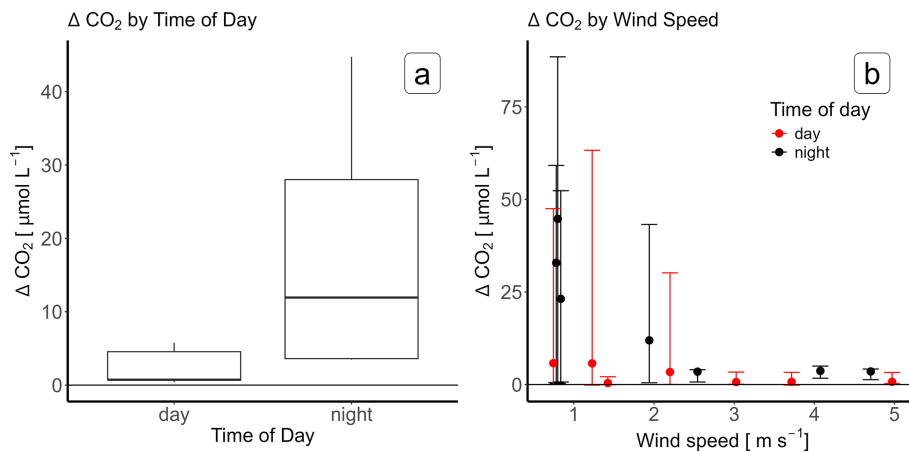 Δ CO₂ by Time of Day
a
Δ CO₂ [ μmol L⁻¹]
40
30
20
10
0
day
night
Time of Day
Δ CO₂ by Wind Speed
b
Δ CO₂ [ μmol L⁻¹]
75
50
25
0
Time of day
day
night
1
2
3
4
5
Wind speed [ m s⁻¹]